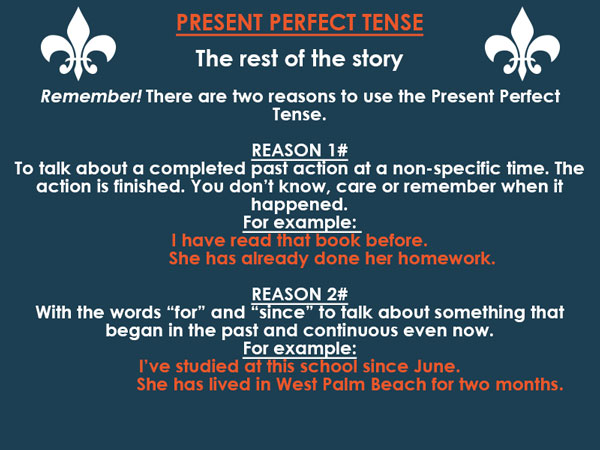 PRESENT PERFECT TENSE
The rest of the story
Remember! There are two reasons to use the Present Perfect
Tense.
REASON 1#
To talk about a completed past action at a non-specific time. The
action is finished. You don't know, care or remember when it
happened.
For example:
I have read that book before.
She has already done her homework.
REASON 2#
With the words “for” and “since” to talk about something that
began in the past and continuous even now.
For example:
I've studied at this school since June.
She has lived in West Palm Beach for two months.